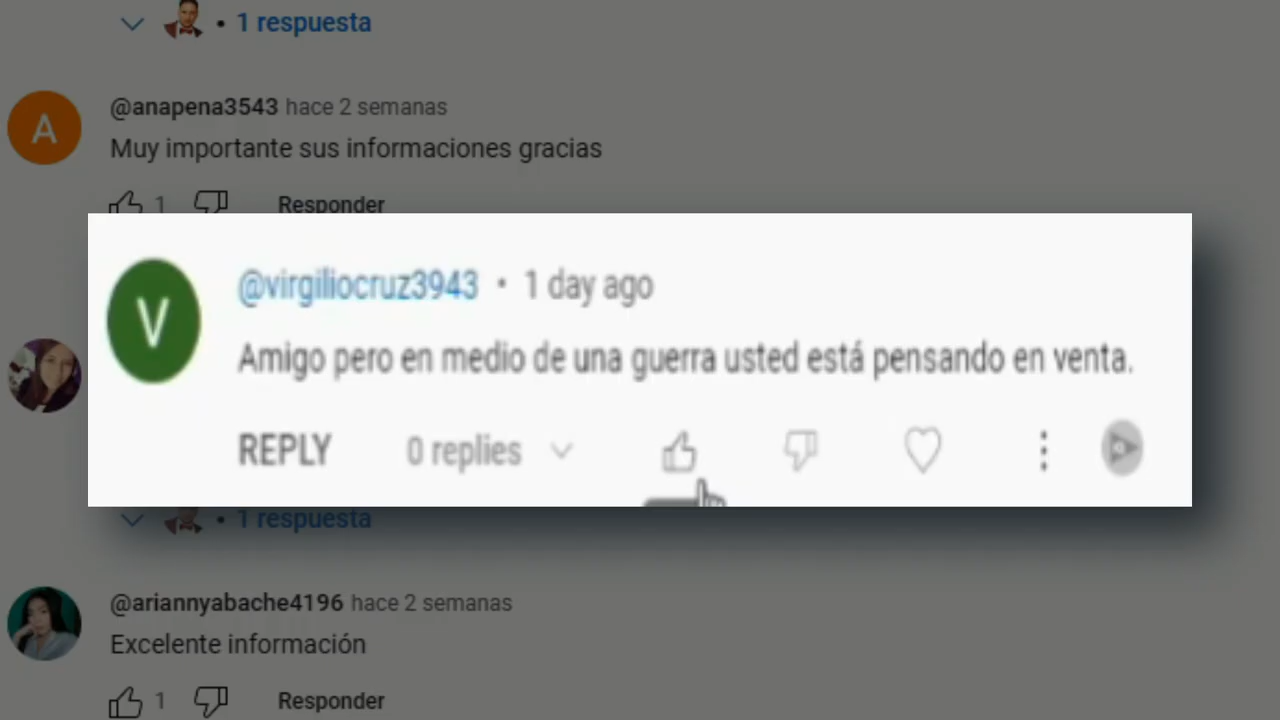 • 1 respuesta
A
@anapena3543 hace 2 semanas
Muy importante sus informaciones gracias
1 Responder
V
@virgiliocruz3943 • 1 day ago
Amigo pero en medio de una guerra usted está pensando en venta.
REPLY 0 replies
• 1 respuesta
@ariannyabache4196 hace 2 semanas
Excelente información
1 Responder